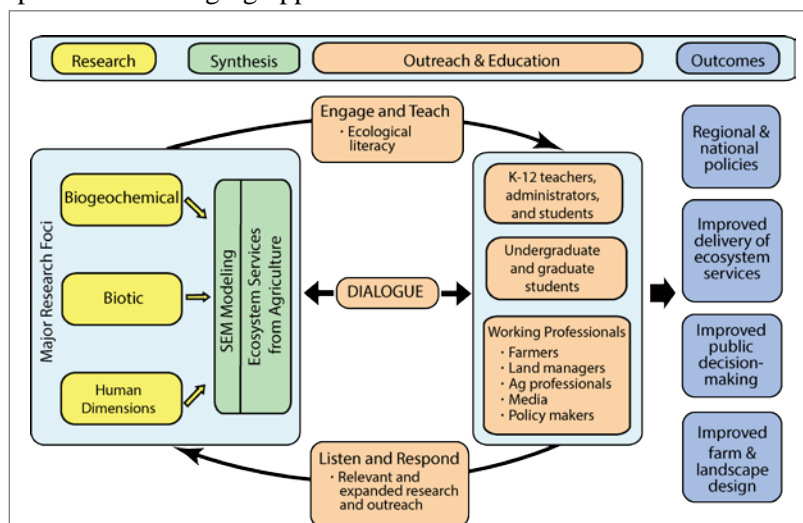 Research
Synthesis
Outreach & Education
Outcomes
Engage and Teach
· Ecological
literacy
Major Research Foci
Biogeochemical
Biotic
Human
Dimensions
SEM Modeling
Ecosystem Services
from Agriculture
DIALOGUE
K-12 teachers,
administrators,
and students
Undergraduate
and graduate
students
Working Professionals
· Farmers
· Land managers
· Ag professionals
· Media
· Policy makers
Listen and Respond
· Relevant and
expanded research
and outreach
Regional &
national
policies
Improved
delivery of
ecosystem
services
Improved
public
decision-
making
Improved
farm &
landscape
design